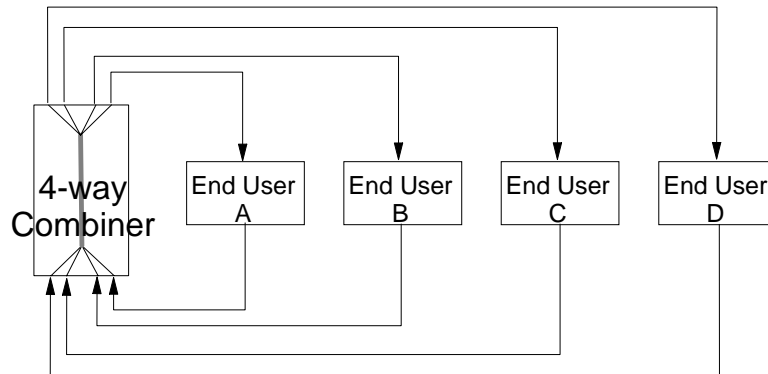 4-way
Combiner
End User
A
End User
B
End User
C
End User
D